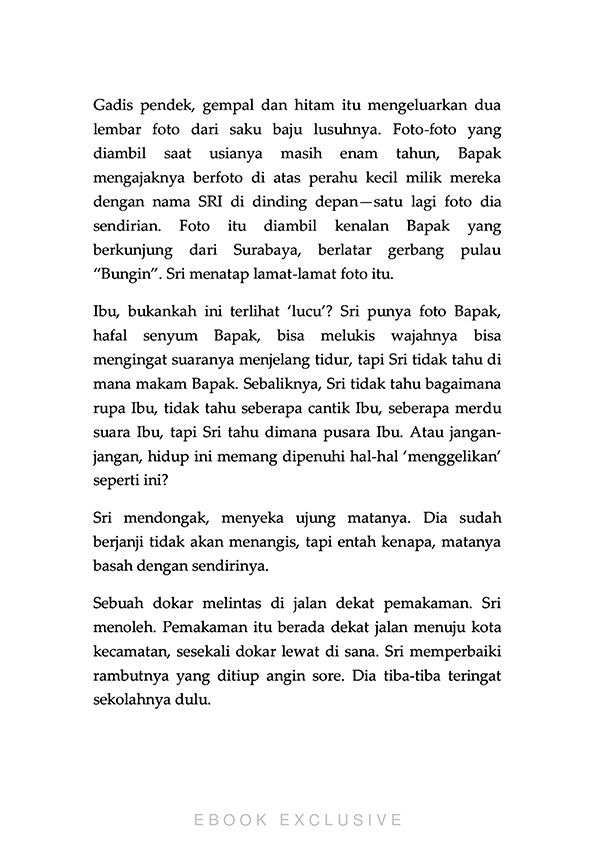 Gadis pendek, gempal dan hitam itu mengeluarkan dua
lembar foto dari saku baju lusuhnya. Foto-foto yang
diambil saat usianya masih enam tahun, Bapak
mengajaknya berfoto di atas perahu kecil milik mereka
dengan nama SRI di dinding depan—satu lagi foto dia
sendirian. Foto itu diambil kenalan Bapak yang
berkunjung dari Surabaya, berlatar gerbang pulau
“Bungin”. Sri menatap lamat-lamat foto itu.
Ibu, bukankah ini terlihat ‘lucu’? Sri punya foto Bapak,
hafal senyum Bapak, bisa melukis wajahnya bisa
mengingat suaranya menjelang tidur, tapi Sri tidak tahu di
mana makam Bapak. Sebaliknya, Sri tidak tahu bagaimana
rupa Ibu, tidak tahu seberapa cantik Ibu, seberapa merdu
suara Ibu, tapi Sri tahu dimana pusara Ibu. Atau jangan-
jangan, hidup ini memang dipenuhi hal-hal ‘menggelikan’
seperti ini?
Sri mendongak, menyeka ujung matanya. Dia sudah
berjanji tidak akan menangis, tapi entah kenapa, matanya
basah dengan sendirinya.
Sebuah dokar melintas di jalan dekat pemakaman. Sri
menoleh. Pemakaman itu berada dekat jalan menuju kota
kecamatan, sesekali dokar lewat di sana. Sri memperbaiki
rambutnya yang ditiup angin sore. Dia tiba-tiba teringat
sekolahnya dulu.
EBOOK EXCLUSIVE